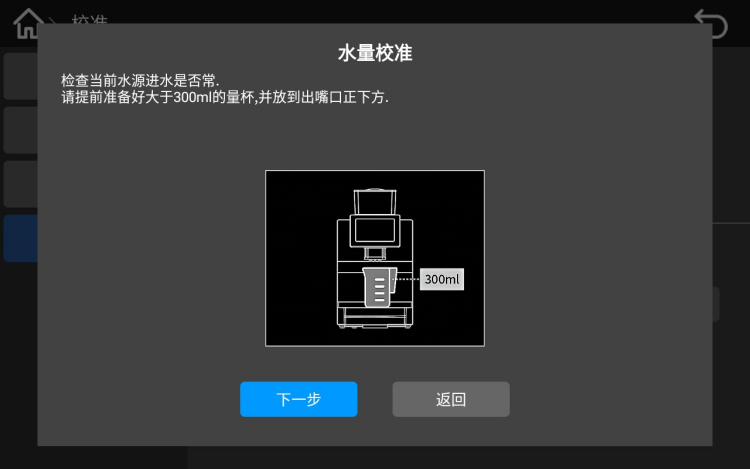 校准
水量校准
检查当前水源进水是否常.
请提前准备好大于300ml的量杯,并放到出嘴口正下方.
300ml
下一步
返回